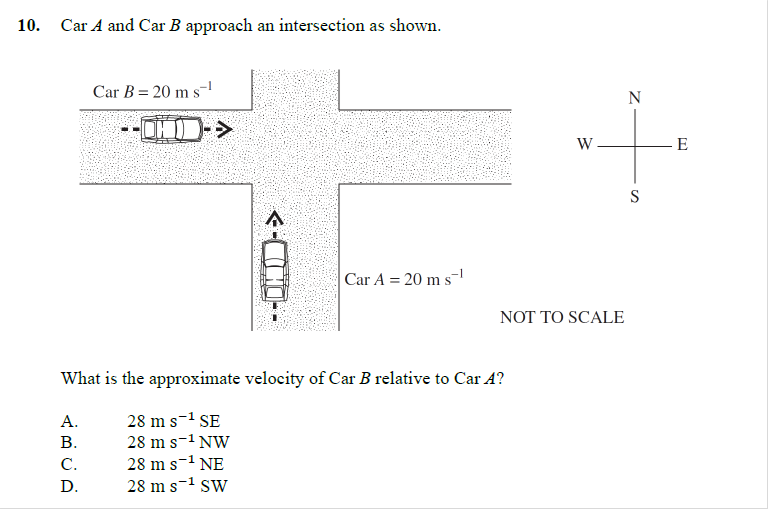 10. Car A and Car B approach an intersection as shown.
Car B = 20 m s⁻¹
N
W
E
S
Car A = 20 m s⁻¹
NOT TO SCALE
What is the approximate velocity of Car B relative to Car A?
A. 28 m s⁻¹ SE
B. 28 m s⁻¹ NW
C. 28 m s⁻¹ NE
D. 28 m s⁻¹ SW